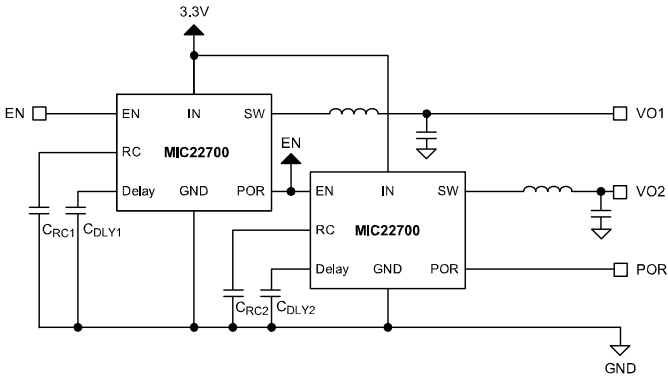 3.3V
EN
EN IN SW
VO1
RC MIC22700
EN
Delay GND POR
EN IN SW
VO2
CRC1 CDLY1
RC MIC22700
Delay GND POR
POR
CRC2 CDLY2
GND